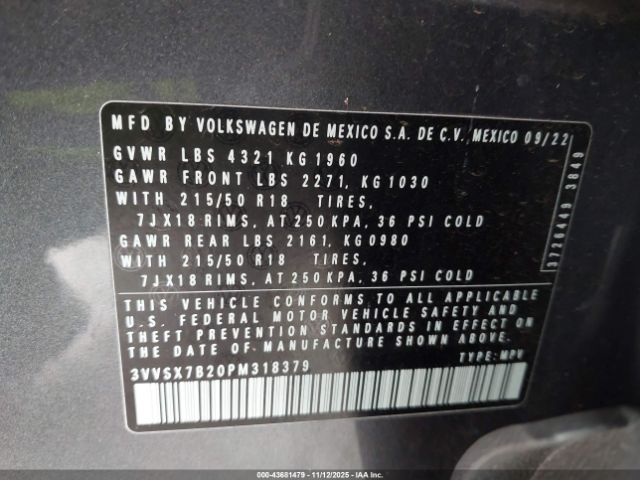 MFD BY VOLKSWAGEN DE MEXICO S.A. DE C.V., MEXICO 09/22
GVWR LBS 4321 KG 1960
GAWR FRONT LBS 2271, KG 1030
WITH 215/50 R18 TIRES,
7JX18 RIMS, AT 250 KPA, 36 PSI COLD
GAWR REAR LBS 2161, KG 0980
WITH 215/50 R18 TIRES,
7JX18 RIMS, AT 250 KPA, 36 PSI COLD
3726449 3849
THIS VEHICLE CONFORMS TO ALL APPLICABLE
U.S. FEDERAL MOTOR VEHICLE SAFETY AND
THEFT PREVENTION STANDARDS IN EFFECT ON
THE DATE OF MANUFACTURE SHOWN ABOVE.
3VVSX7B20PM318379 TYPE: MPV
000-43681479 - 11/12/2025 - IAA Inc.